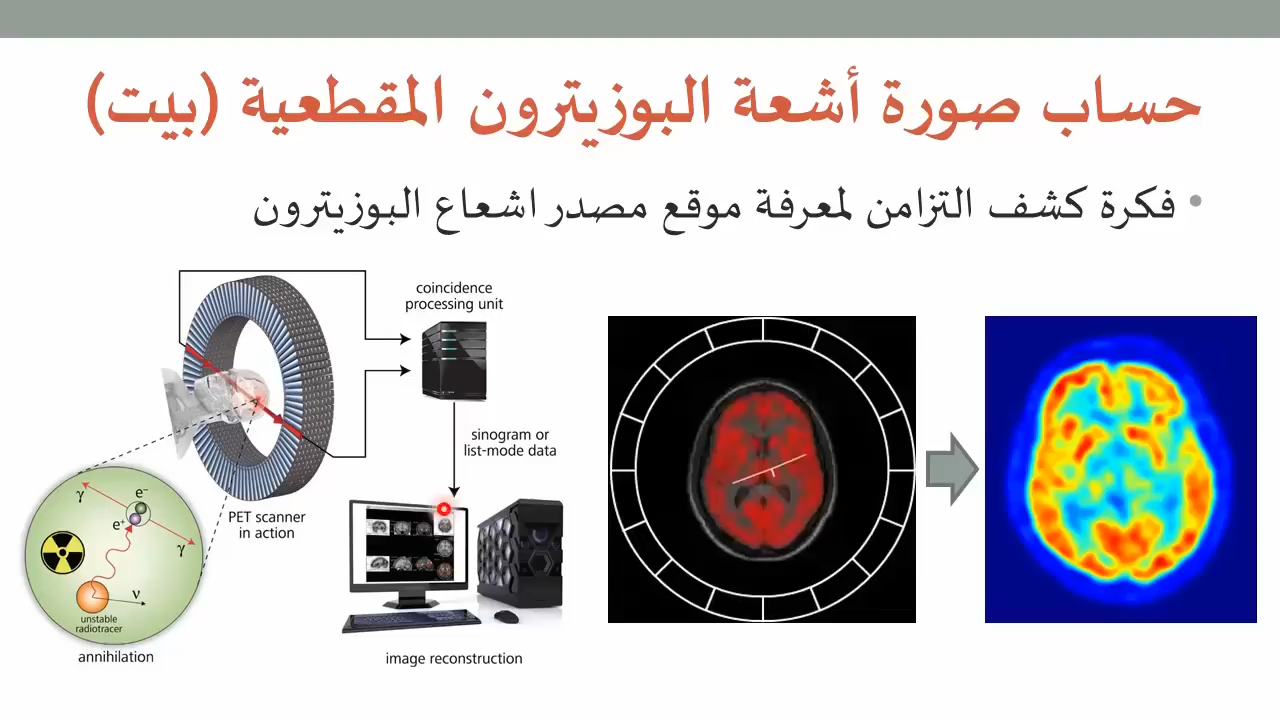 حساب صورة أشعة البوزيترون المقطعية (بيت)
• فكرة كشف التزامن لمعرفة موقع مصدر اشعاع البوزيترون
coincidence
processing unit
sinogram or
list-mode data
PET scanner
in action
γ
e⁻
e⁺
γ
ν
unstable
radiotracer
annihilation
image reconstruction